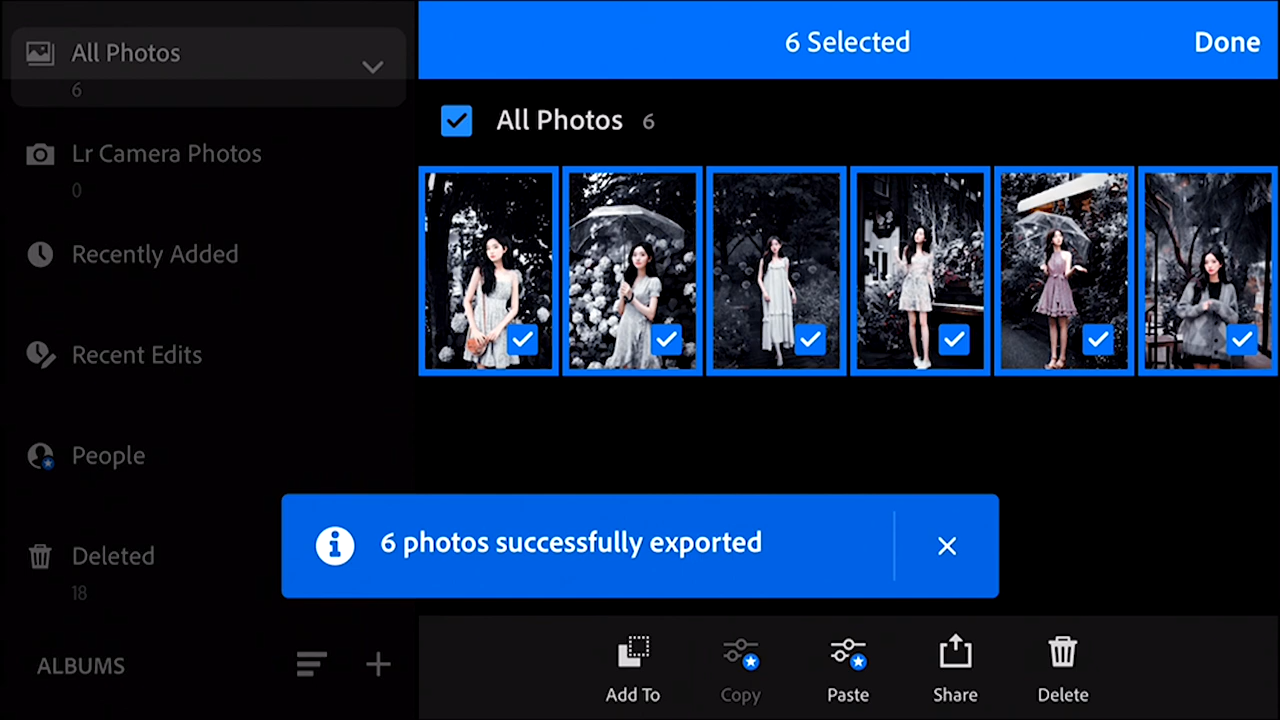 All Photos
6
Lr Camera Photos
0
Recently Added
Recent Edits
People
Deleted
18
ALBUMS
6 Selected
Done
All Photos 6
6 photos successfully exported
Add To
Copy
Paste
Share
Delete